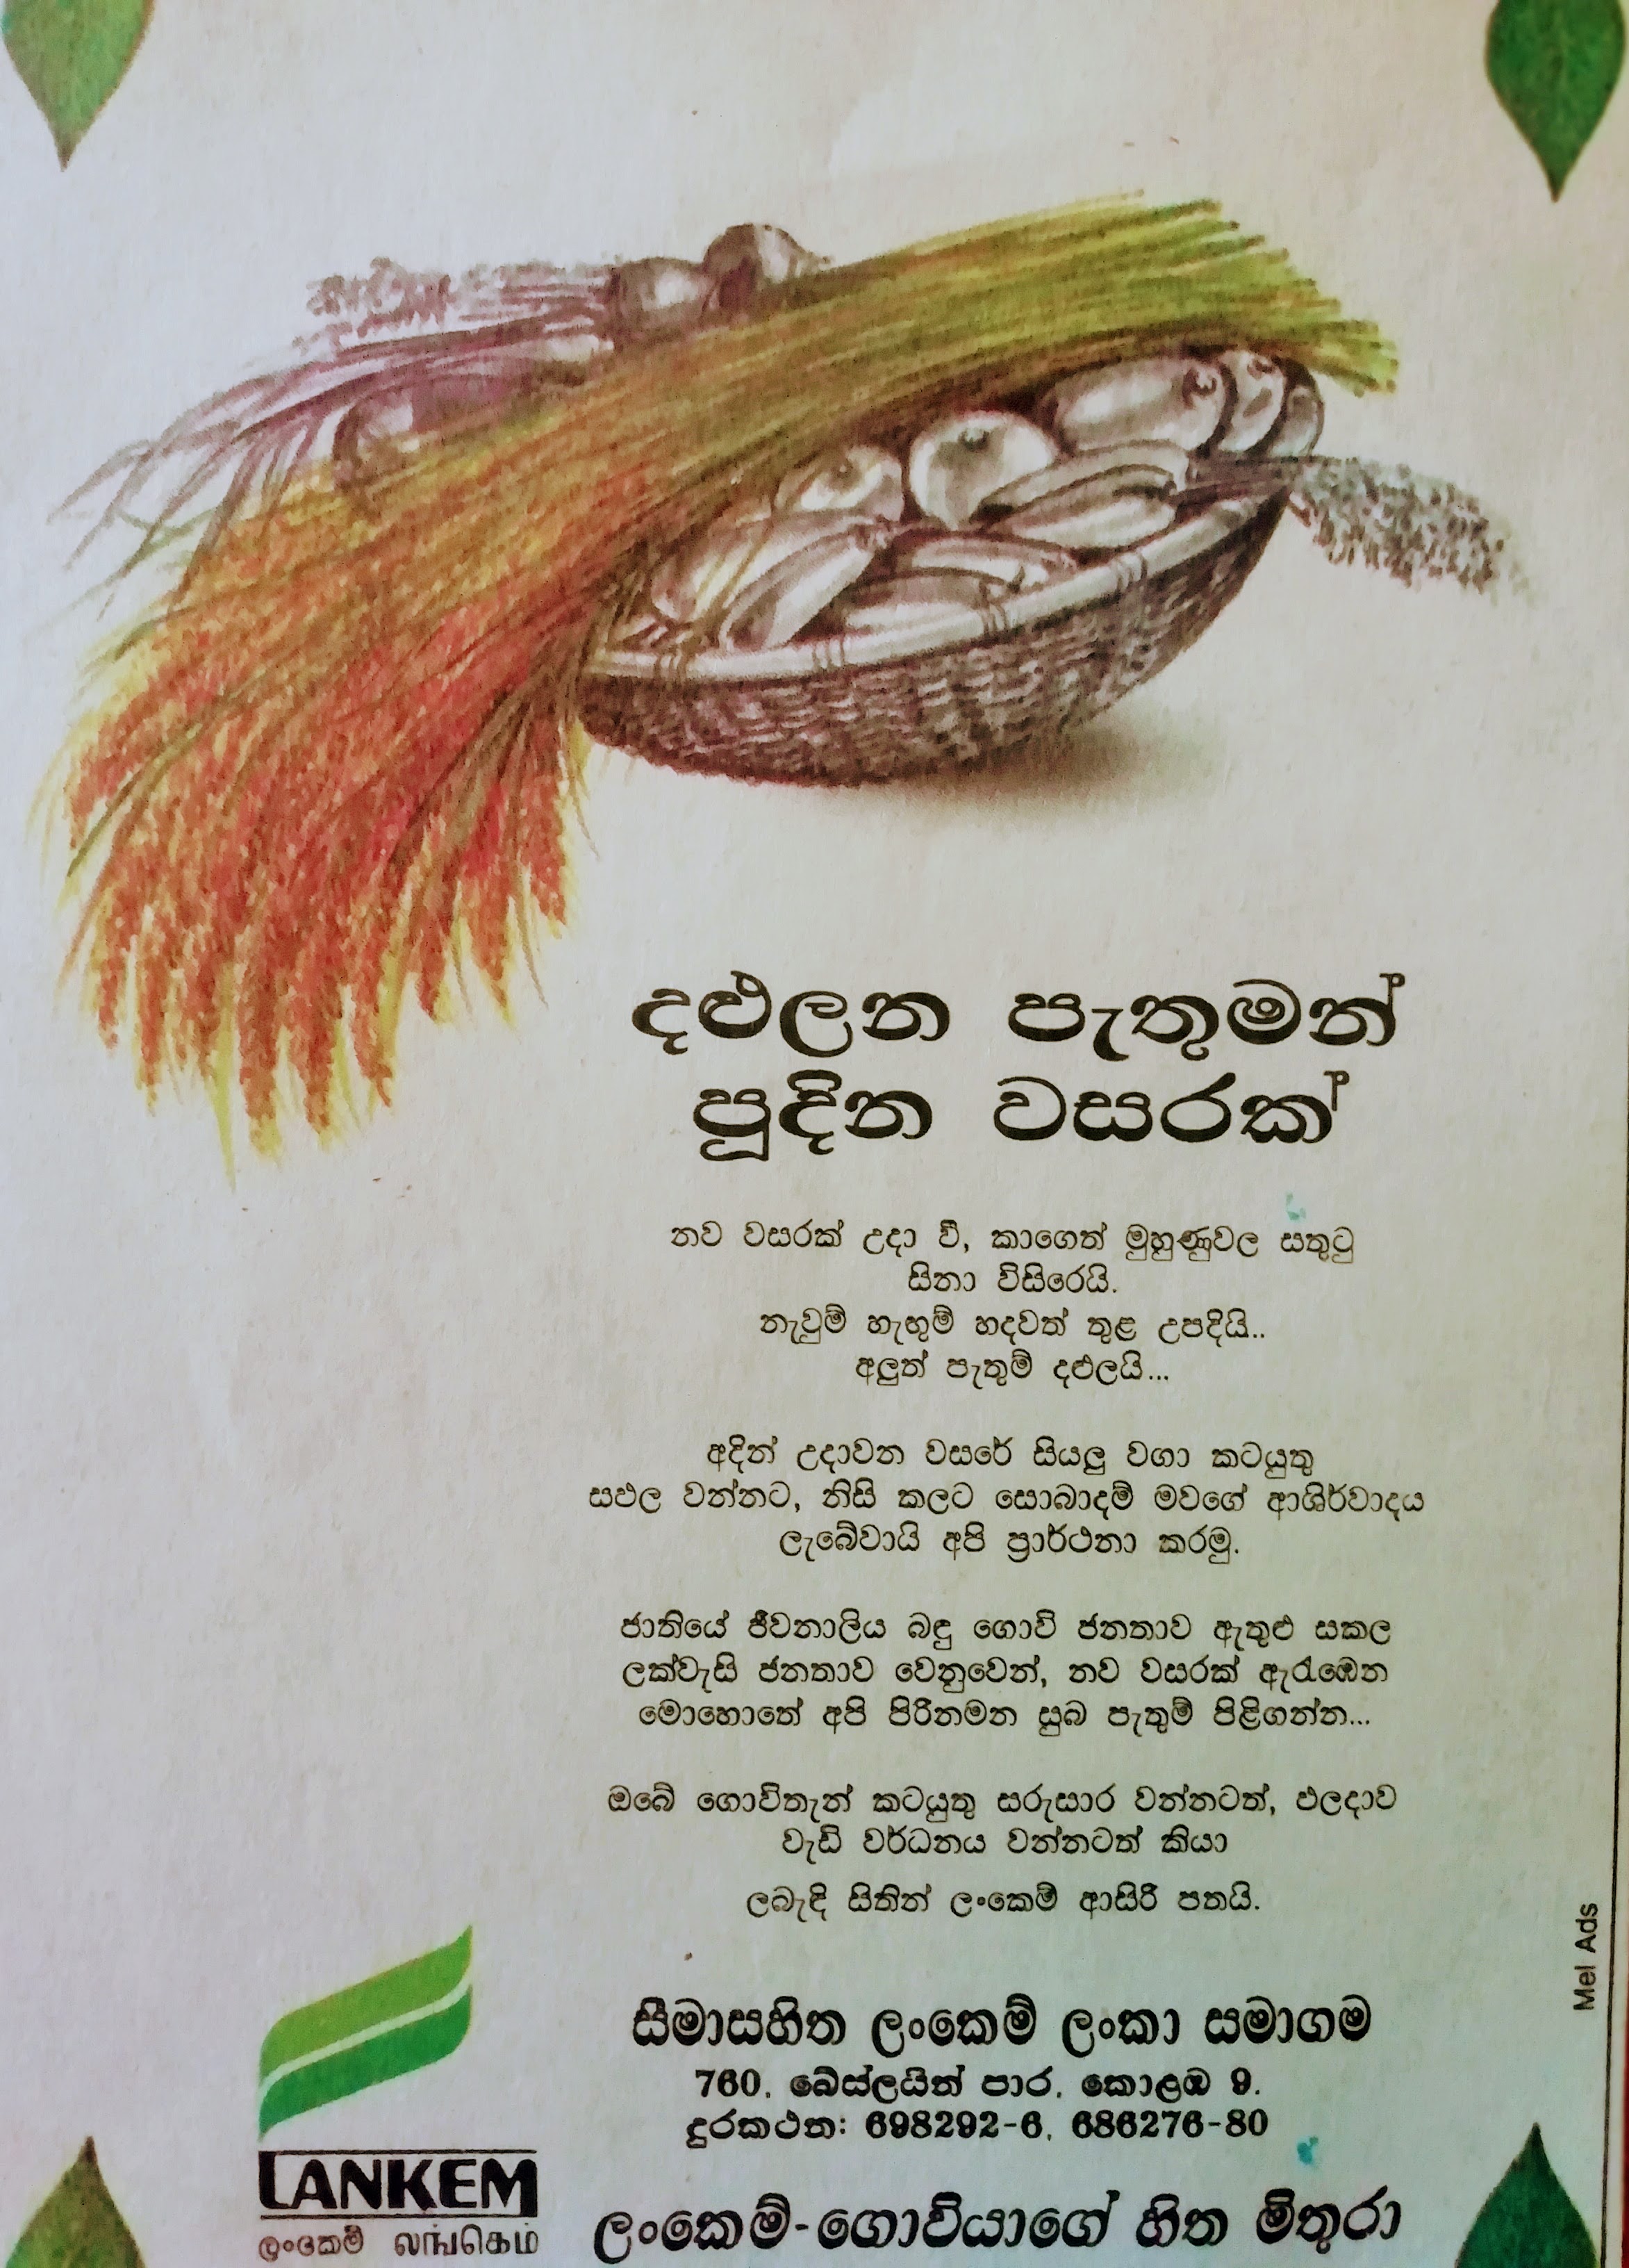 දළුලන පැතුමන්
පූදින වසරක්
නව වසරක් උදා වී, කාගෙත් මුහුණුවල සතුටු
සිනා විසිරෙයි.
නැවුම් හැඟුම් හදවත් තුළ උපදියි..
අලුත් පැතුම් දළුලයි...
අදින් උදාවන වසරේ සියලු වගා කටයුතු
සඵල වන්නට, නිසි කලට සොබාදම් මවගේ ආශිර්වාදය
ලැබේවායි අපි ප්‍රාර්ථනා කරමු.
ජාතියේ ජීවනාලිය බඳු ගොවි ජනතාව ඇතුළු සකල
ලක්වැසි ජනතාව වෙනුවෙන්, නව වසරක් ඇරඹෙන
මොහොතේ අපි පිරිනමන සුබ පැතුම් පිළිගන්න...
ඔබේ ගොවිතැන් කටයුතු සරුසාර වන්නටත්, ඵලදාව
වැඩි වර්ධනය වන්නටත් කියා
ලබැඳි සිතින් ලංකෙම් ආසිරි පතයි.
Mel Ads
සීමාසහිත ලංකෙම් ලංකා සමාගම
760, බේස්ලයින් පාර, කොළඹ 9.
දුරකථන: 698292-6, 686276-80
LANKEM
ලංකෙම් லங்கெம்
ලංකෙම්-ගොවියාගේ හිත මිතුරා